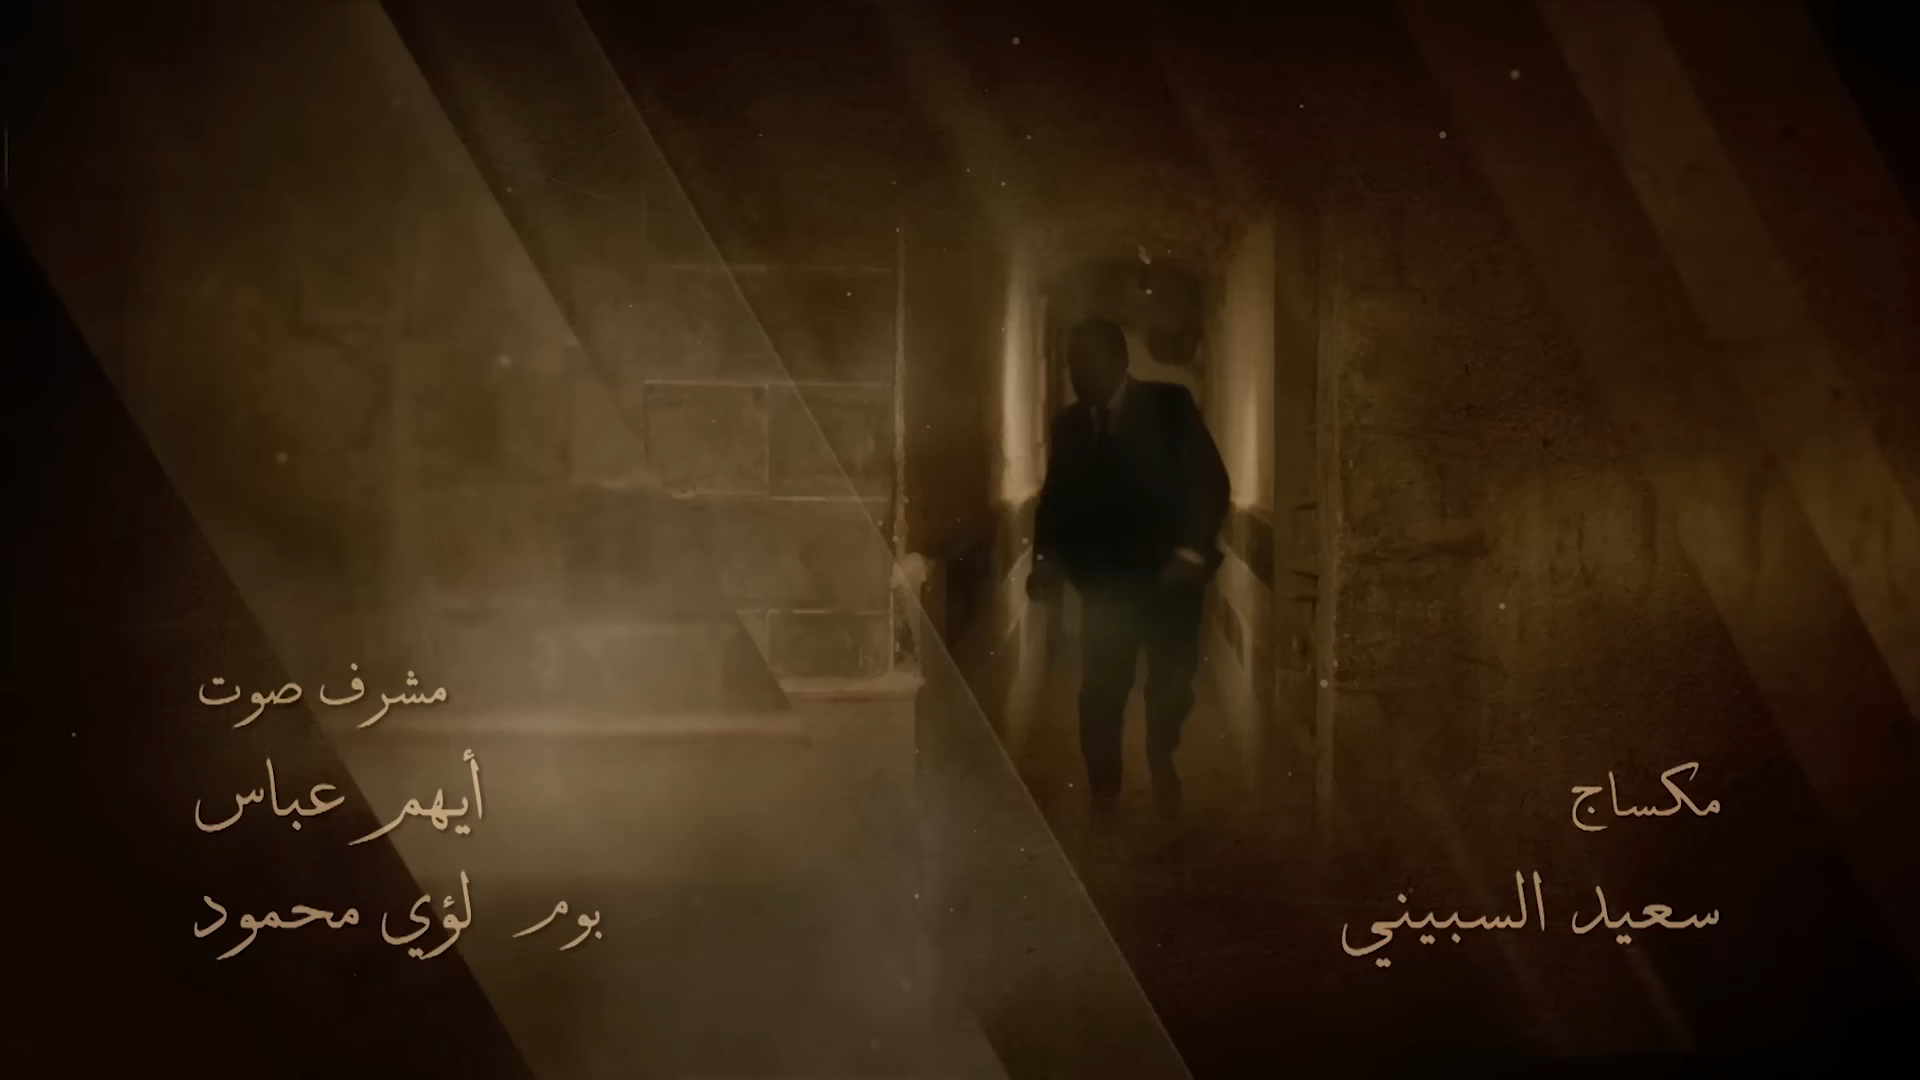 مكساج
سعيد السبيني
مشرف صوت
أيهم عباس
بوم لؤي محمود